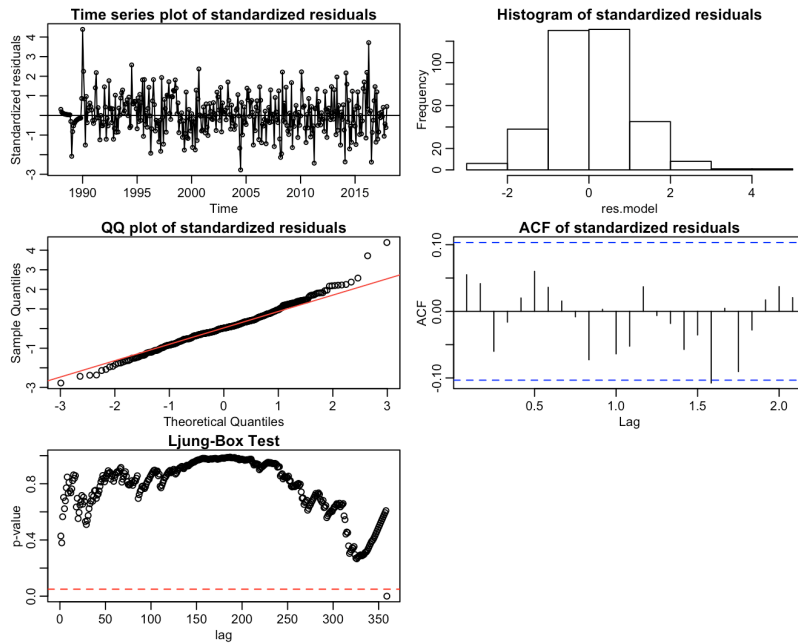 Time series plot of standardized residuals
Standardized residuals
-3 -1 1 2 3 4
1990 1995 2000 2005 2010 2015
Time
Histogram of standardized residuals
Frequency
0 20 60 100
-2 0 2 4
res.model
QQ plot of standardized residuals
Sample Quantiles
-3 -1 1 2 3 4
-3 -2 -1 0 1 2 3
Theoretical Quantiles
ACF of standardized residuals
ACF
-0.10 0.00 0.10
0.5 1.0 1.5 2.0
Lag
Ljung-Box Test
p-value
0.0 0.4 0.8
0 50 100 150 200 250 300 350
lag